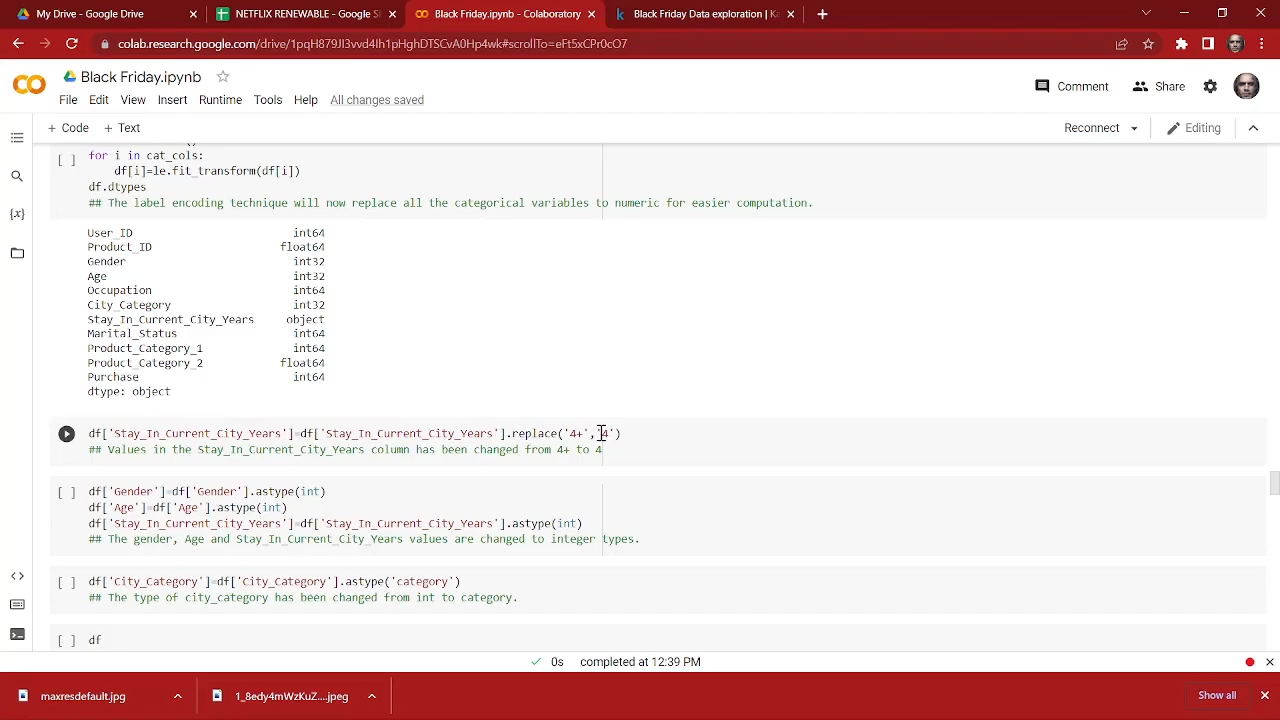 My Drive - Google Drive
NETFLIX RENEWABLE - Google S
Black Friday.ipynb - Colaboratory
Black Friday Data exploration | Ka
colab.research.google.com/drive/1pqH879JI3vvd4Ih1pHghDTSCvA0Hp4wk#scrollTo=eFt5xCPr0cO7
Black Friday.ipynb
Comment
Share
File Edit View Insert Runtime Tools Help All changes saved
+ Code + Text
Reconnect
Editing
for i in cat_cols:
df[i]=le.fit_transform(df[i])
df.dtypes
## The label encoding technique will now replace all the categorical variables to numeric for easier computation.
User_ID int64
Product_ID float64
Gender int32
Age int32
Occupation int64
City_Category int32
Stay_In_Current_City_Years object
Marital_Status int64
Product_Category_1 int64
Product_Category_2 float64
Purchase int64
dtype: object
df['Stay_In_Current_City_Years']=df['Stay_In_Current_City_Years'].replace('4+','4')
## Values in the Stay_In_Current_City_Years column has been changed from 4+ to 4
[ ] df['Gender']=df['Gender'].astype(int)
df['Age']=df['Age'].astype(int)
df['Stay_In_Current_City_Years']=df['Stay_In_Current_City_Years'].astype(int)
## The gender, Age and Stay_In_Current_City_Years values are changed to integer types.
[ ] df['City_Category']=df['City_Category'].astype('category')
## The type of city_category has been changed from int to category.
[ ] df
0s completed at 12:39 PM
maxresdefault.jpg
1_8edy4mWzKuZ....jpeg
Show all